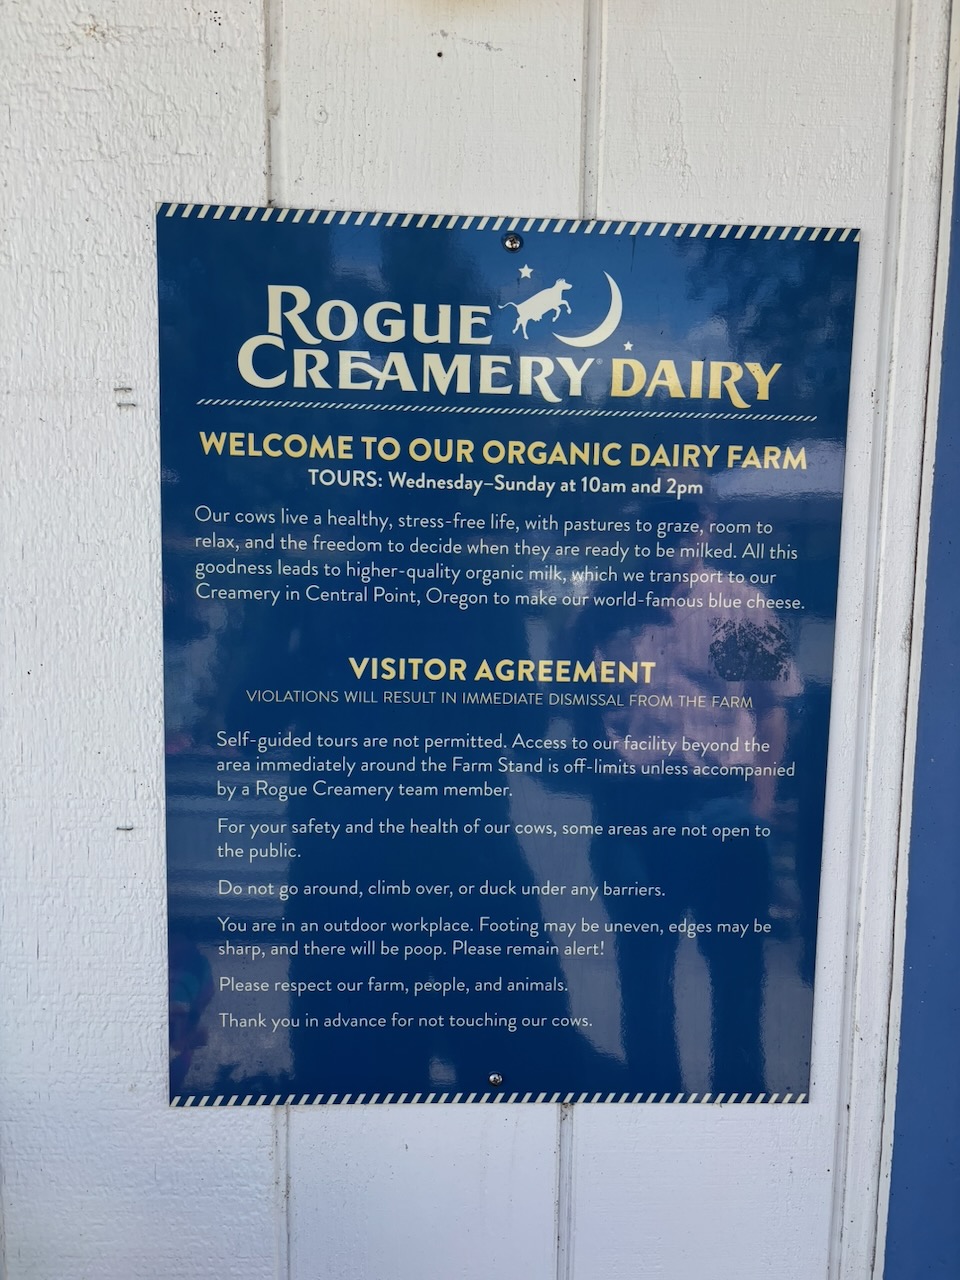 ROGUE
CREAMERY® DAIRY
WELCOME TO OUR ORGANIC DAIRY FARM
TOURS: Wednesday–Sunday at 10am and 2pm
Our cows live a healthy, stress-free life, with pastures to graze, room to
relax, and the freedom to decide when they are ready to be milked. All this
goodness leads to higher-quality organic milk, which we transport to our
Creamery in Central Point, Oregon to make our world-famous blue cheese.
VISITOR AGREEMENT
VIOLATIONS WILL RESULT IN IMMEDIATE DISMISSAL FROM THE FARM
Self-guided tours are not permitted. Access to our facility beyond the
area immediately around the Farm Stand is off-limits unless accompanied
by a Rogue Creamery team member.
For your safety and the health of our cows, some areas are not open to
the public.
Do not go around, climb over, or duck under any barriers.
You are in an outdoor workplace. Footing may be uneven, edges may be
sharp, and there will be poop. Please remain alert!
Please respect our farm, people, and animals.
Thank you in advance for not touching our cows.